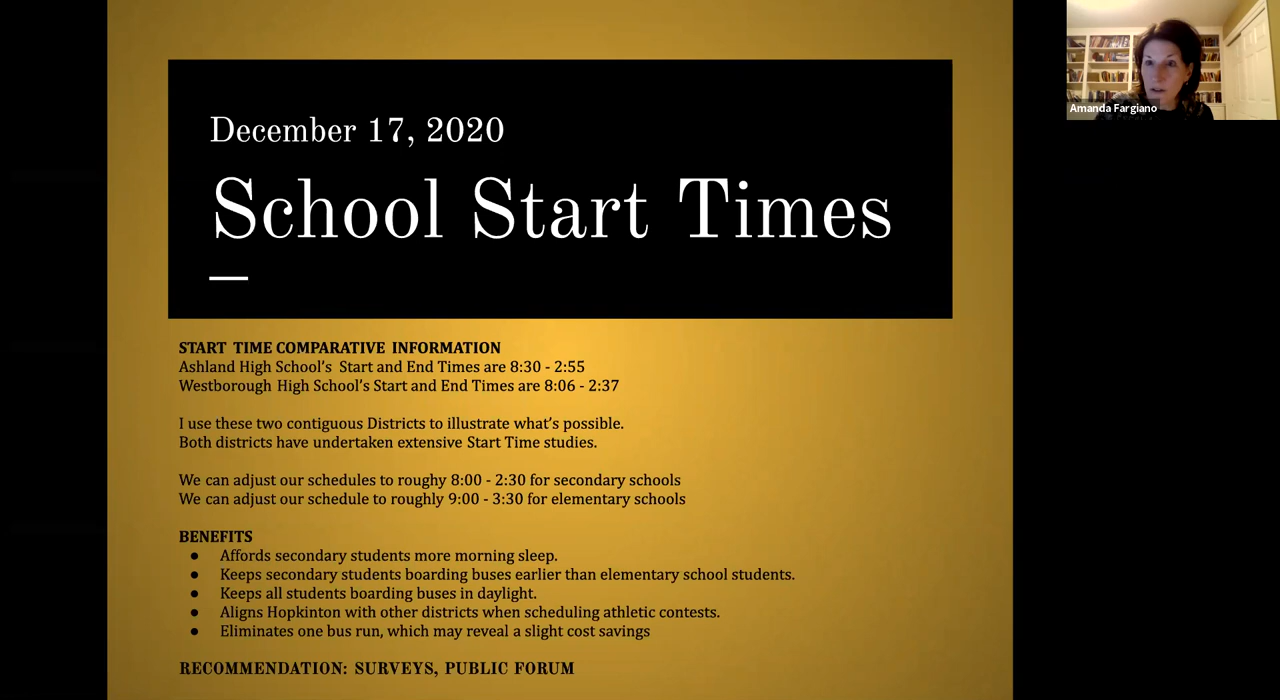 December 17, 2020
School Start Times
Amanda Fargiano
START TIME COMPARATIVE INFORMATION
Ashland High School's Start and End Times are 8:30 - 2:55
Westborough High School's Start and End Times are 8:06 - 2:37
I use these two contiguous Districts to illustrate what's possible.
Both districts have undertaken extensive Start Time studies.
We can adjust our schedules to roughy 8:00 - 2:30 for secondary schools
We can adjust our schedule to roughly 9:00 - 3:30 for elementary schools
BENEFITS
● Affords secondary students more morning sleep.
● Keeps secondary students boarding buses earlier than elementary school students.
● Keeps all students boarding buses in daylight.
● Aligns Hopkinton with other districts when scheduling athletic contests.
● Eliminates one bus run, which may reveal a slight cost savings
RECOMMENDATION: SURVEYS, PUBLIC FORUM